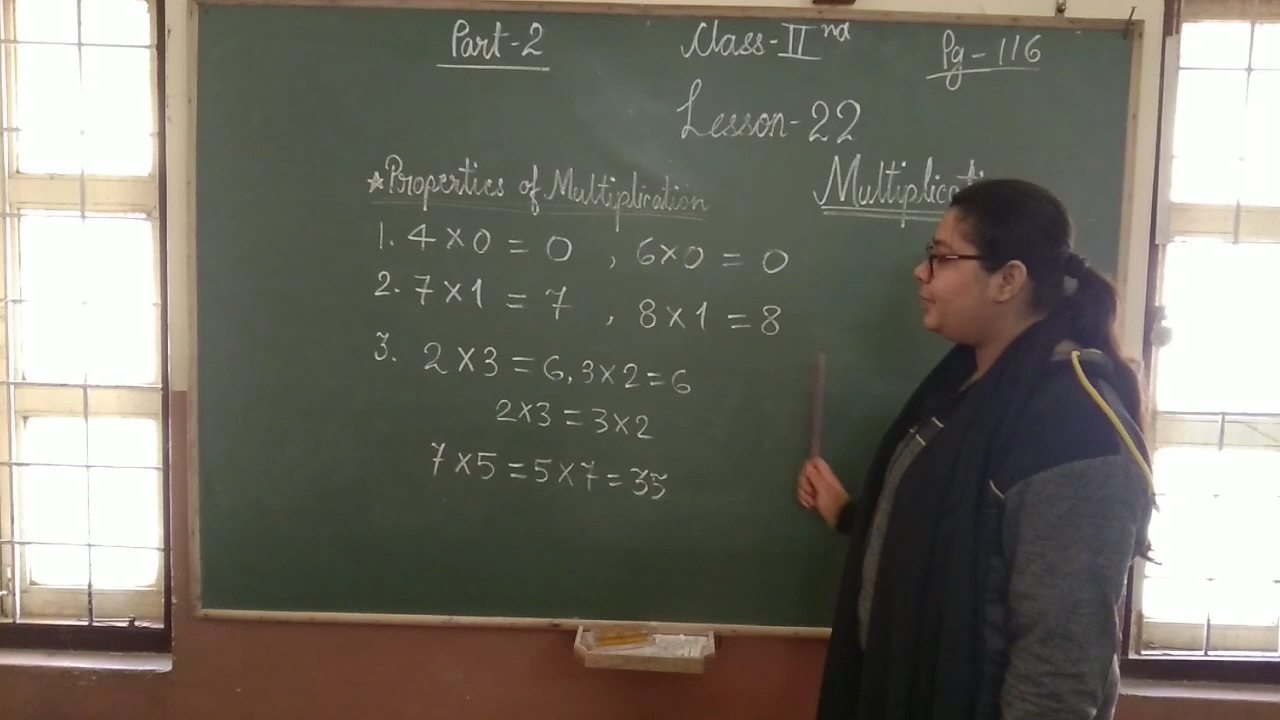 Part-2 Class-IInd Pg-116
Lesson-22
*Properties of Multiplication
1. 4×0 = 0 , 6×0 = 0
2. 7×1 = 7 , 8×1 = 8
3. 2×3 = 6, 3×2=6
2×3 = 3×2
7×5 = 5×7 = 35